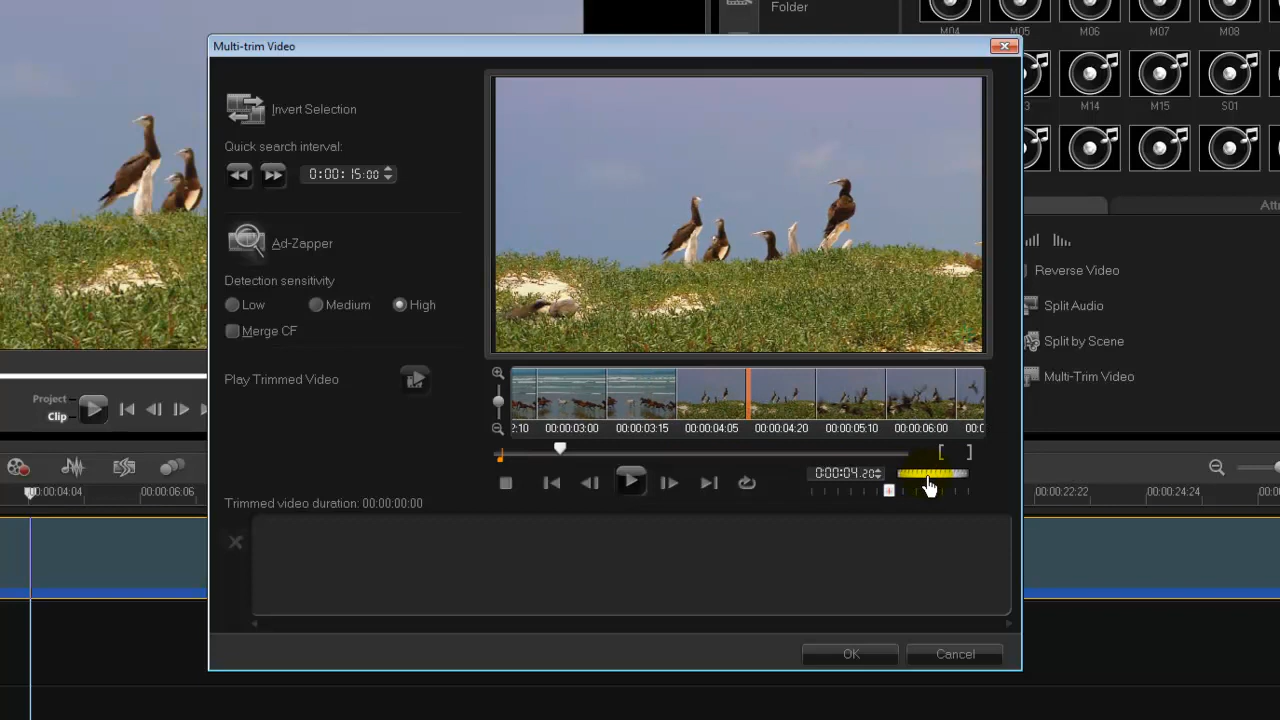 Folder
M04 M05 M06 M07 M08
Multi-trim Video
Invert Selection
M14 M15 S01
Quick search interval:
0:00:15:00
Att
Ad-Zapper
Reverse Video
Detection sensitivity
Low Medium High
Split Audio
Merge CF
Split by Scene
Play Trimmed Video
Multi-Trim Video
Project
Clip
2:10 00:00:03:00 00:00:03:15 00:00:04:05 00:00:04:20 00:00:05:10 00:00:06:00
0:00:04.20
00:00:04:04 00:00:06:06
00:00:22:22 00:00:24:24
Trimmed video duration: 00:00:00:00
OK Cancel